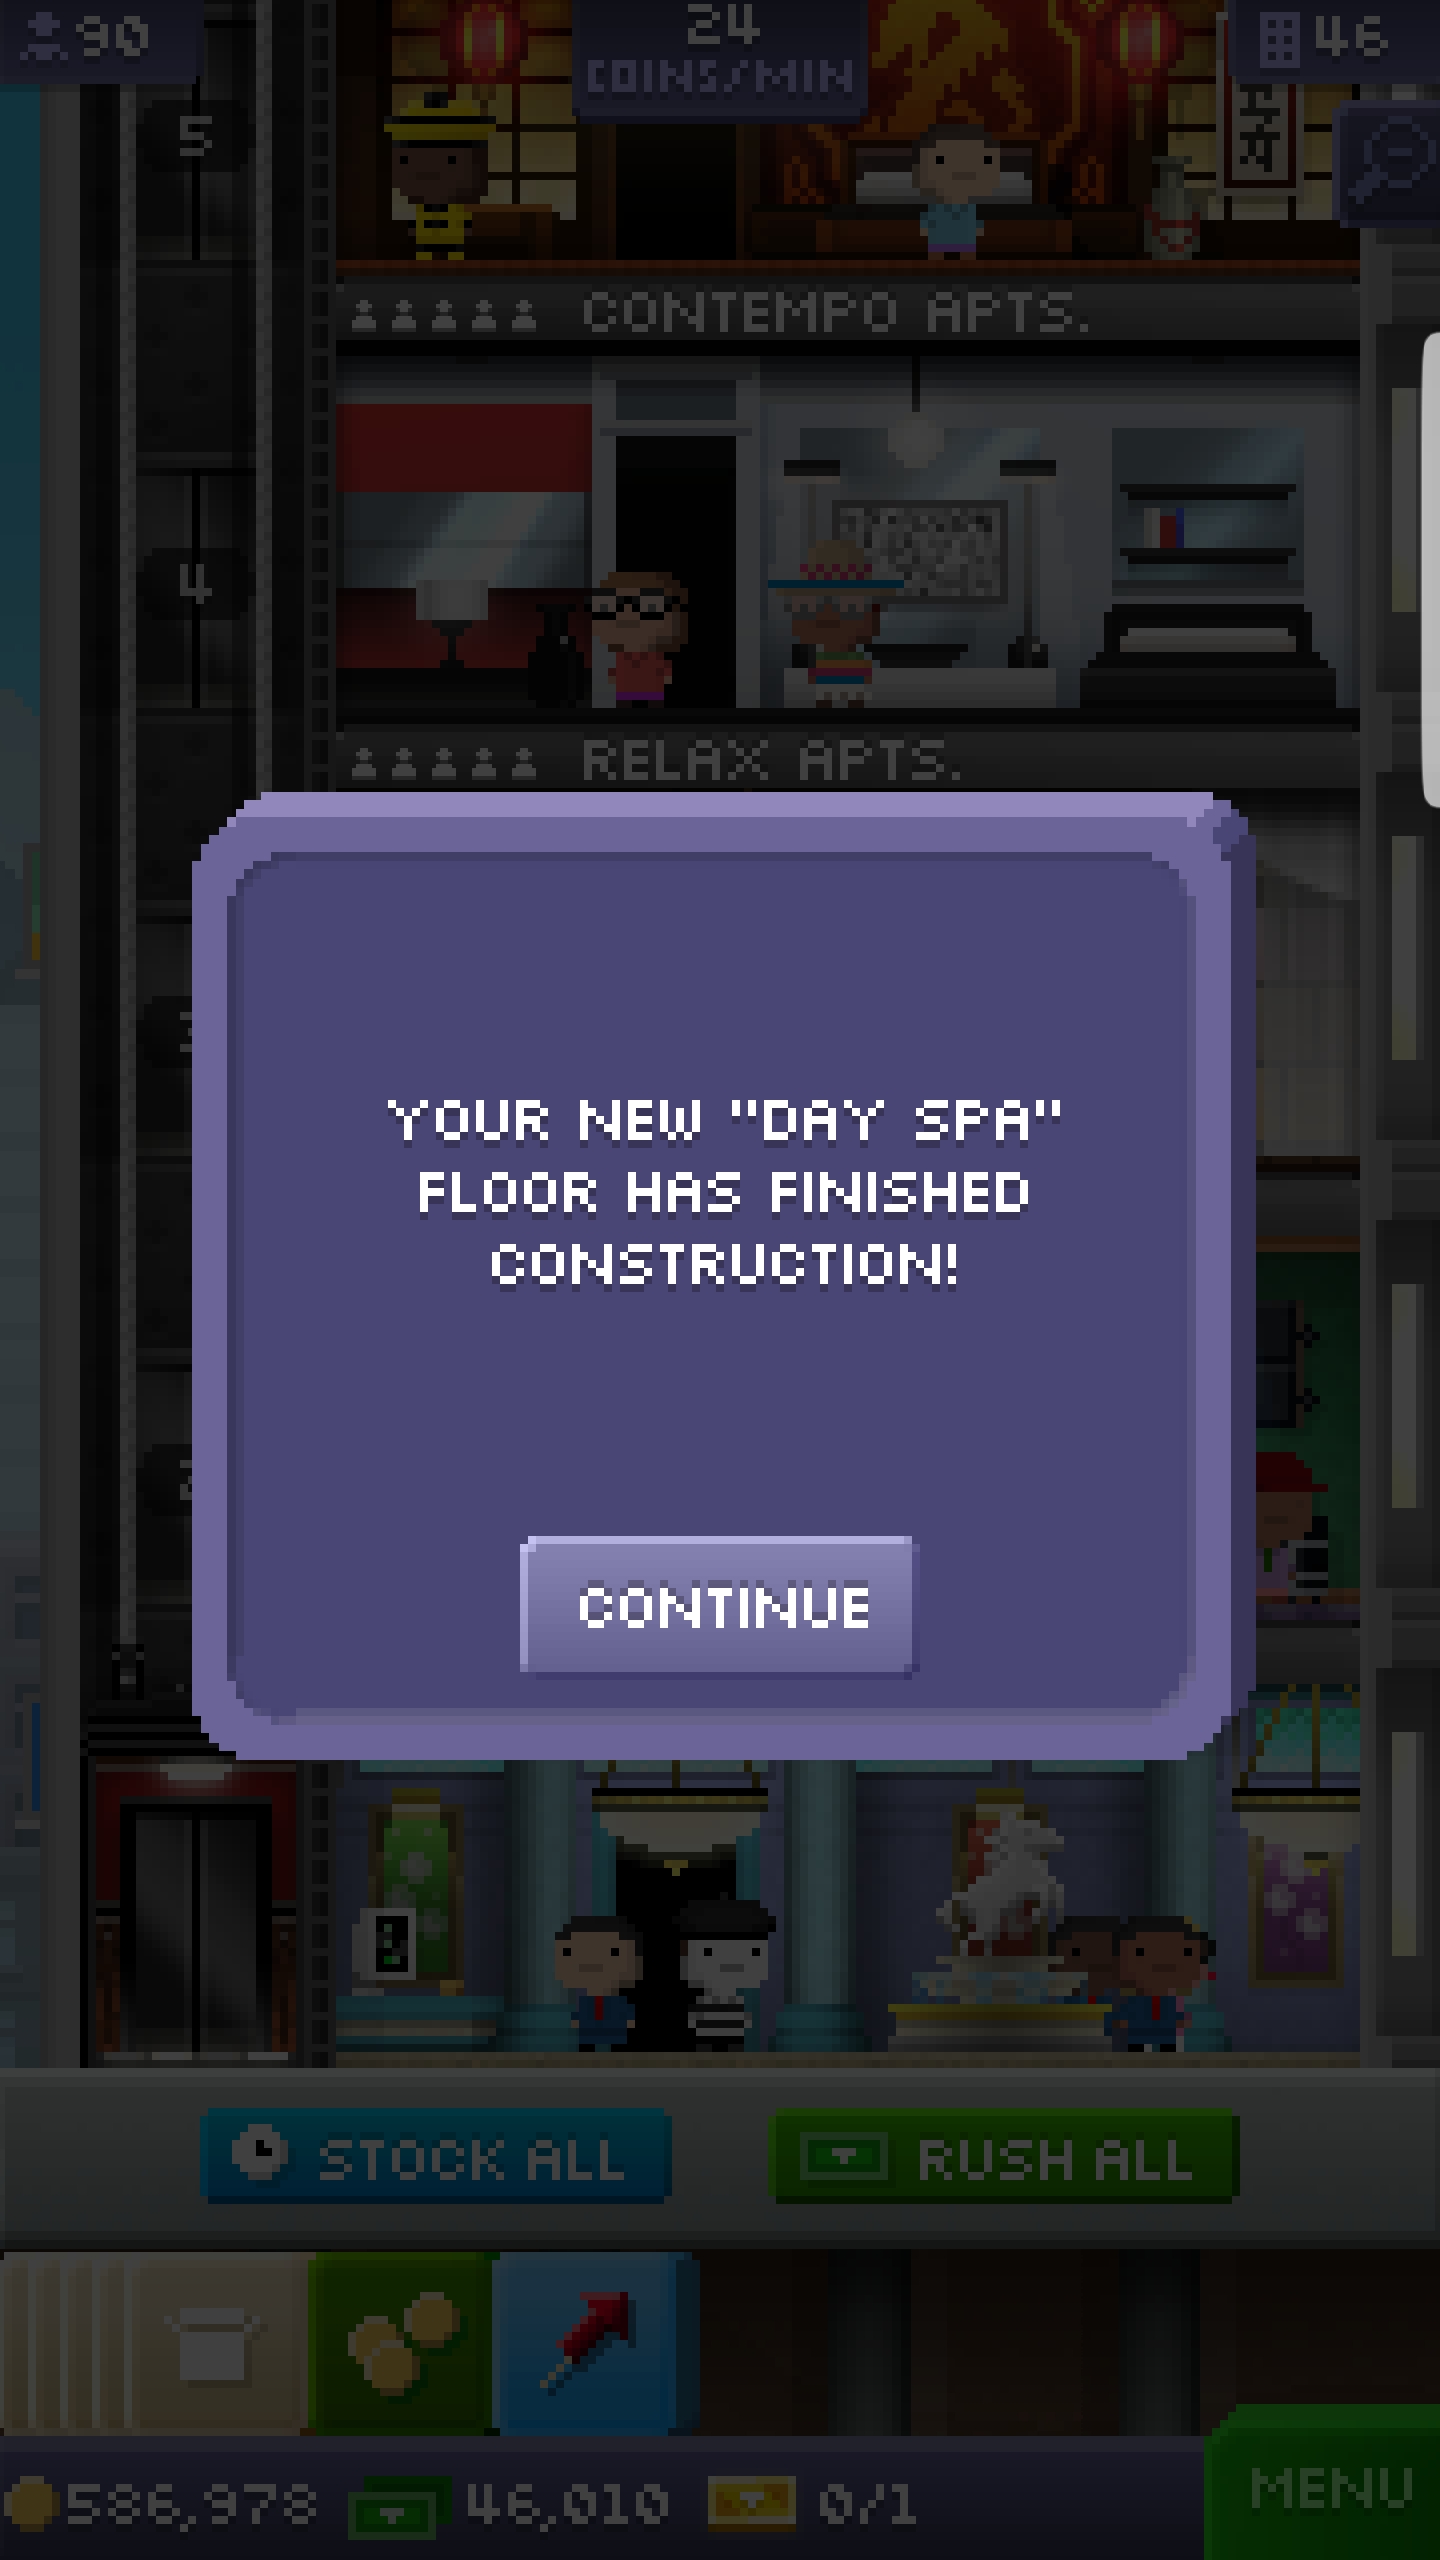 90
24
COINS/MIN
46
5
CONTEMPO APTS.
4
RELAX APTS.
YOUR NEW "DAY SPA"
FLOOR HAS FINISHED
CONSTRUCTION!
CONTINUE
STOCK ALL
RUSH ALL
586,978
46,010
0/1
MENU